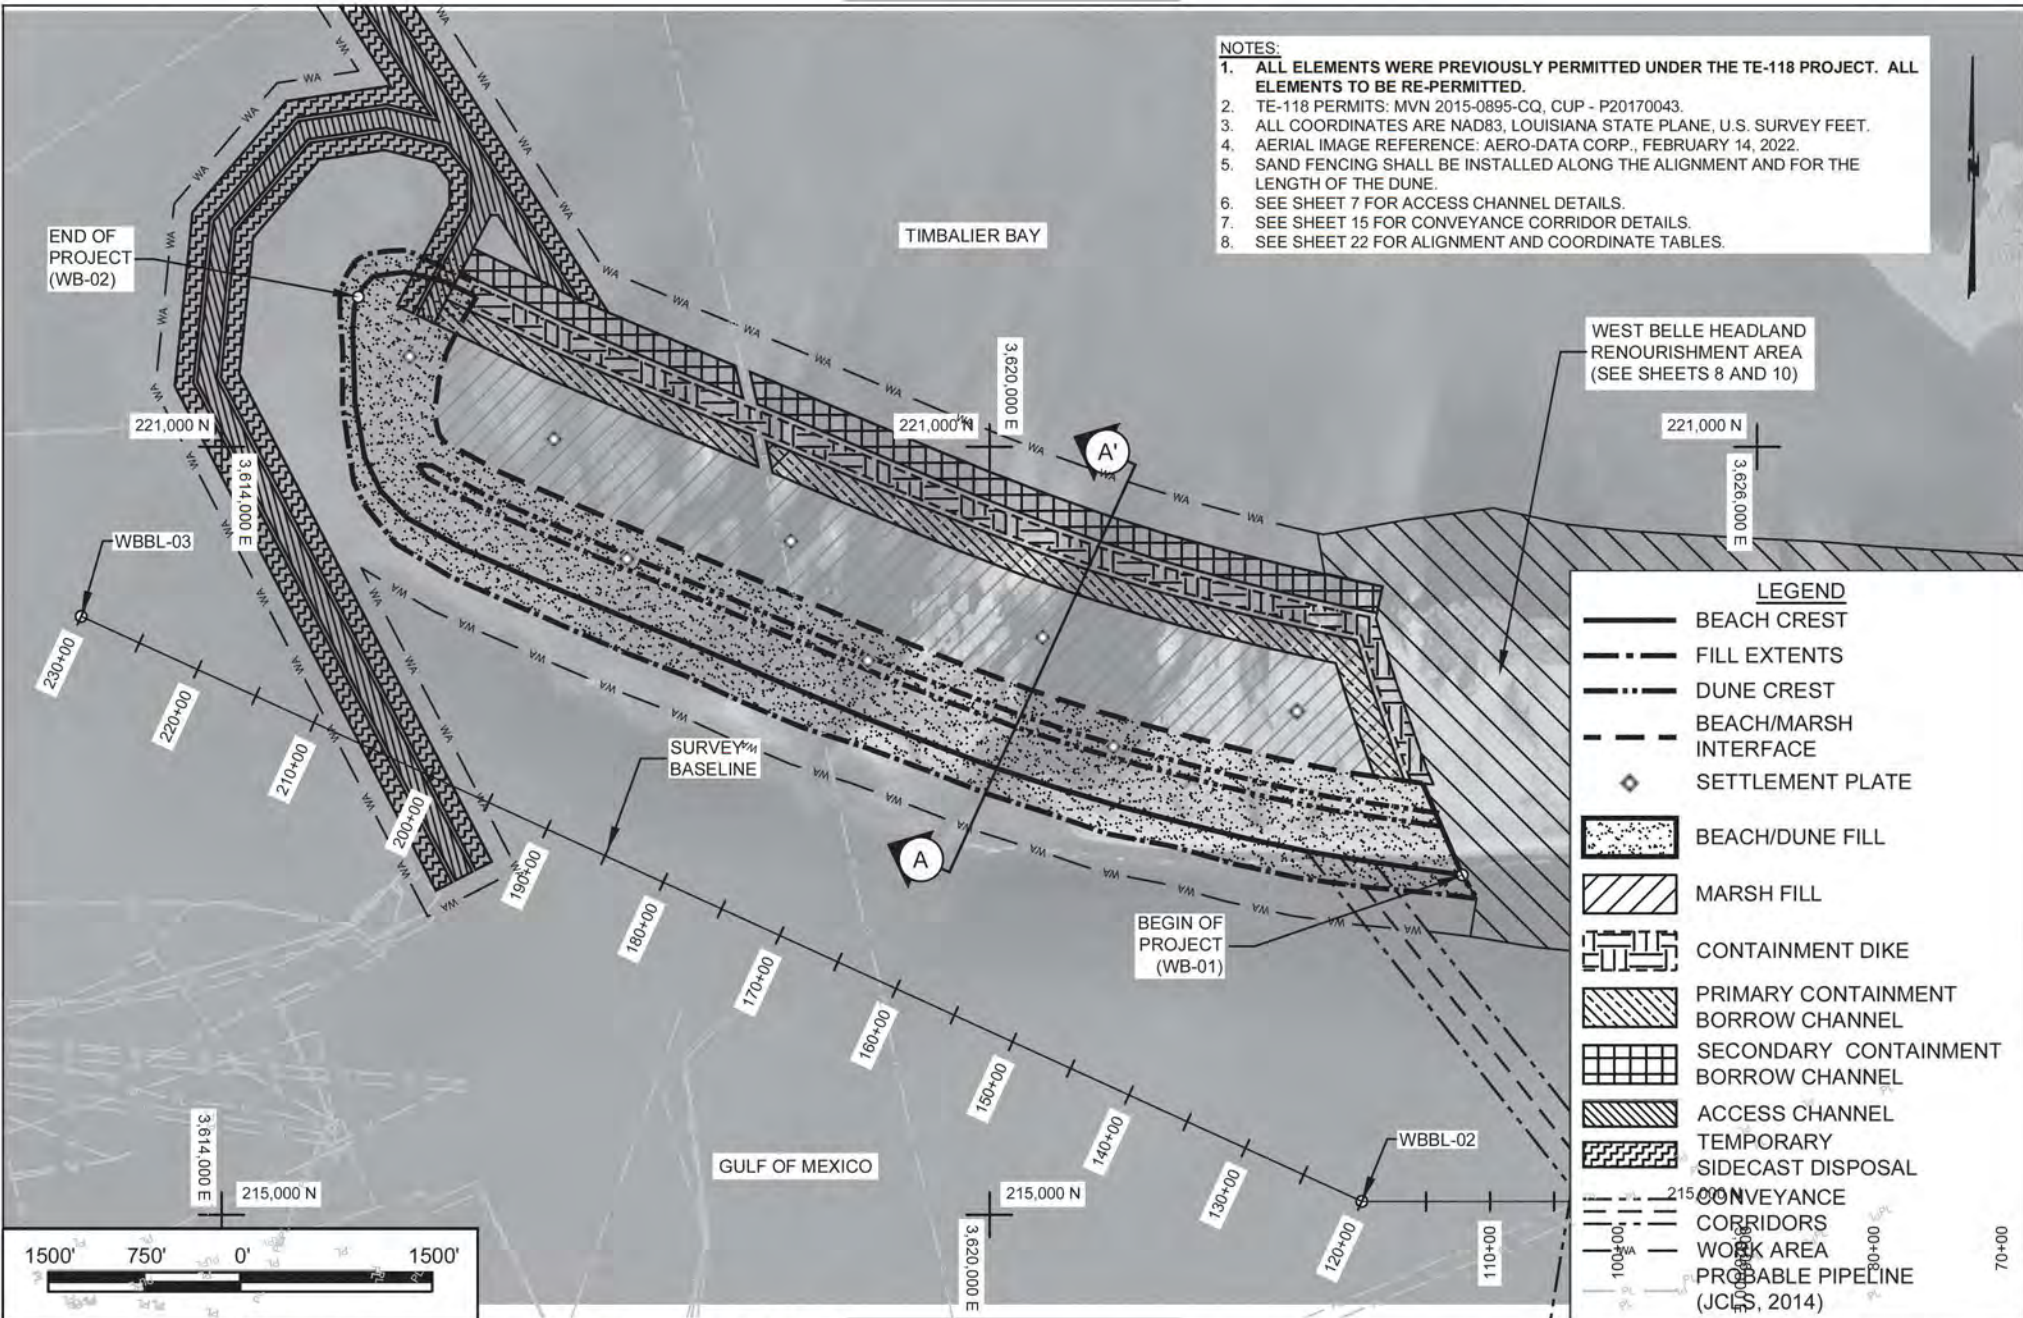 NOTES:
1. ALL ELEMENTS WERE PREVIOUSLY PERMITTED UNDER THE TE-118 PROJECT. ALL
ELEMENTS TO BE RE-PERMITTED.
2. TE-118 PERMITS: MVN 2015-0895-CQ, CUP - P20170043.
3. ALL COORDINATES ARE NAD83, LOUISIANA STATE PLANE, U.S. SURVEY FEET.
4. AERIAL IMAGE REFERENCE: AERO-DATA CORP., FEBRUARY 14, 2022.
5. SAND FENCING SHALL BE INSTALLED ALONG THE ALIGNMENT AND FOR THE
LENGTH OF THE DUNE.
6. SEE SHEET 7 FOR ACCESS CHANNEL DETAILS.
7. SEE SHEET 15 FOR CONVEYANCE CORRIDOR DETAILS.
8. SEE SHEET 22 FOR ALIGNMENT AND COORDINATE TABLES.
END OF
PROJECT
(WB-02)
TIMBALIER BAY
WEST BELLE HEADLAND
RENOURISHMENT AREA
(SEE SHEETS 8 AND 10)
221,000 N
3,614,000 E
221,000 N
3,620,000 E
221,000 N
3,626,000 E
A'
A
WBBL-03
SURVEY
BASELINE
230+00
220+00
210+00
200+00
190+00
180+00
170+00
160+00
150+00
140+00
130+00
120+00
110+00
100+00
80+00
70+00
BEGIN OF
PROJECT
(WB-01)
WBBL-02
GULF OF MEXICO
3,614,000 E
215,000 N
3,620,000 E
215,000 N
215,000 N
1500' 750' 0' 1500'
LEGEND
BEACH CREST
FILL EXTENTS
DUNE CREST
BEACH/MARSH
INTERFACE
SETTLEMENT PLATE
BEACH/DUNE FILL
MARSH FILL
CONTAINMENT DIKE
PRIMARY CONTAINMENT
BORROW CHANNEL
SECONDARY CONTAINMENT
BORROW CHANNEL
ACCESS CHANNEL
TEMPORARY
SIDECAST DISPOSAL
CONVEYANCE
CORRIDORS
WA WORK AREA
PL PROBABLE PIPELINE
(JCLS, 2014)